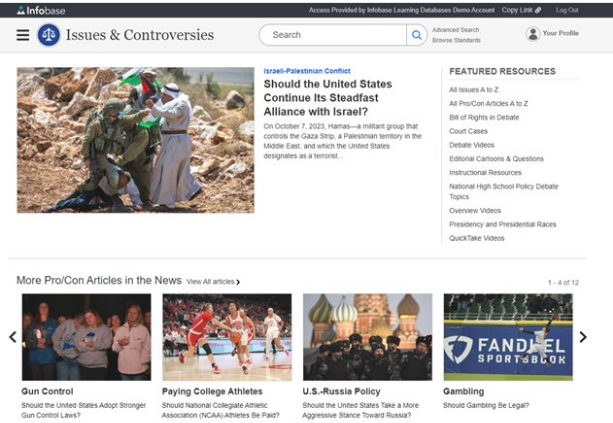 Infobase
Access Provided by Infobase Learning Databases Demo Account Copy Link Log Out
Issues & Controversies
Search
Advanced Search
Browse Standards
Your Profile
Israeli-Palestinian Conflict
Should the United States
Continue Its Steadfast
Alliance with Israel?
On October 7, 2023, Hamas—a militant group that
controls the Gaza Strip, a Palestinian territory in the
Middle East, and which the United States
designates as a terrorist...
FEATURED RESOURCES
All Issues A to Z
All Pro/Con Articles A to Z
Bill of Rights in Debate
Court Cases
Debate Videos
Editorial Cartoons & Questions
Instructional Resources
National High School Policy Debate
Topics
Overview Videos
Presidency and Presidential Races
QuickTake Videos
More Pro/Con Articles in the News View All articles
1 - 4 of 12
FANDUEL
SPORTSBOOK
Gun Control
Should the United States Adopt Stronger
Gun Control Laws?
Paying College Athletes
Should National Collegiate Athletic
Association (NCAA) Athletes Be Paid?
U.S.-Russia Policy
Should the United States Take a More
Aggressive Stance Toward Russia?
Gambling
Should Gambling Be Legal?